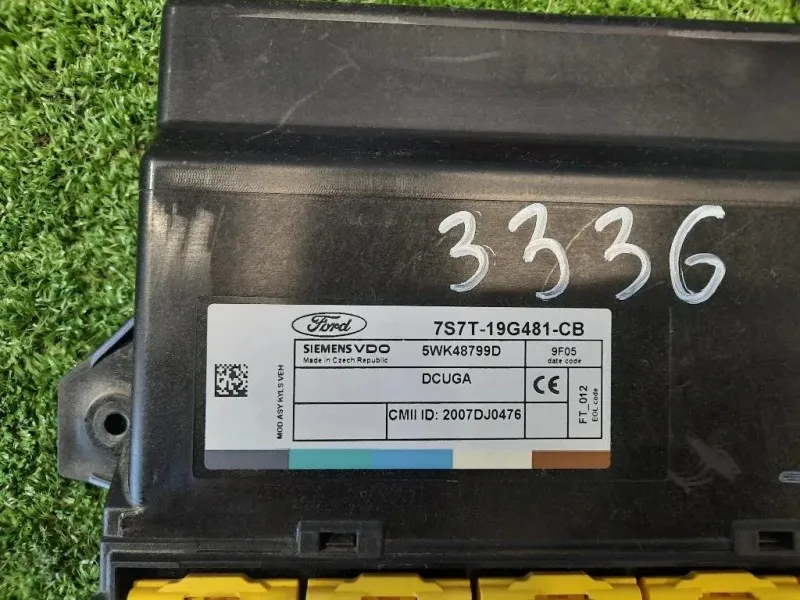 3336
Ford 7S7T-19G481-CB
SIEMENS VDO 5WK48799D 9F05
Made in Czech Republic date code
DCUGA
CMII ID: 2007DJ0476
CE
FT_012
EOL code
MOD ASY KYLS VEH